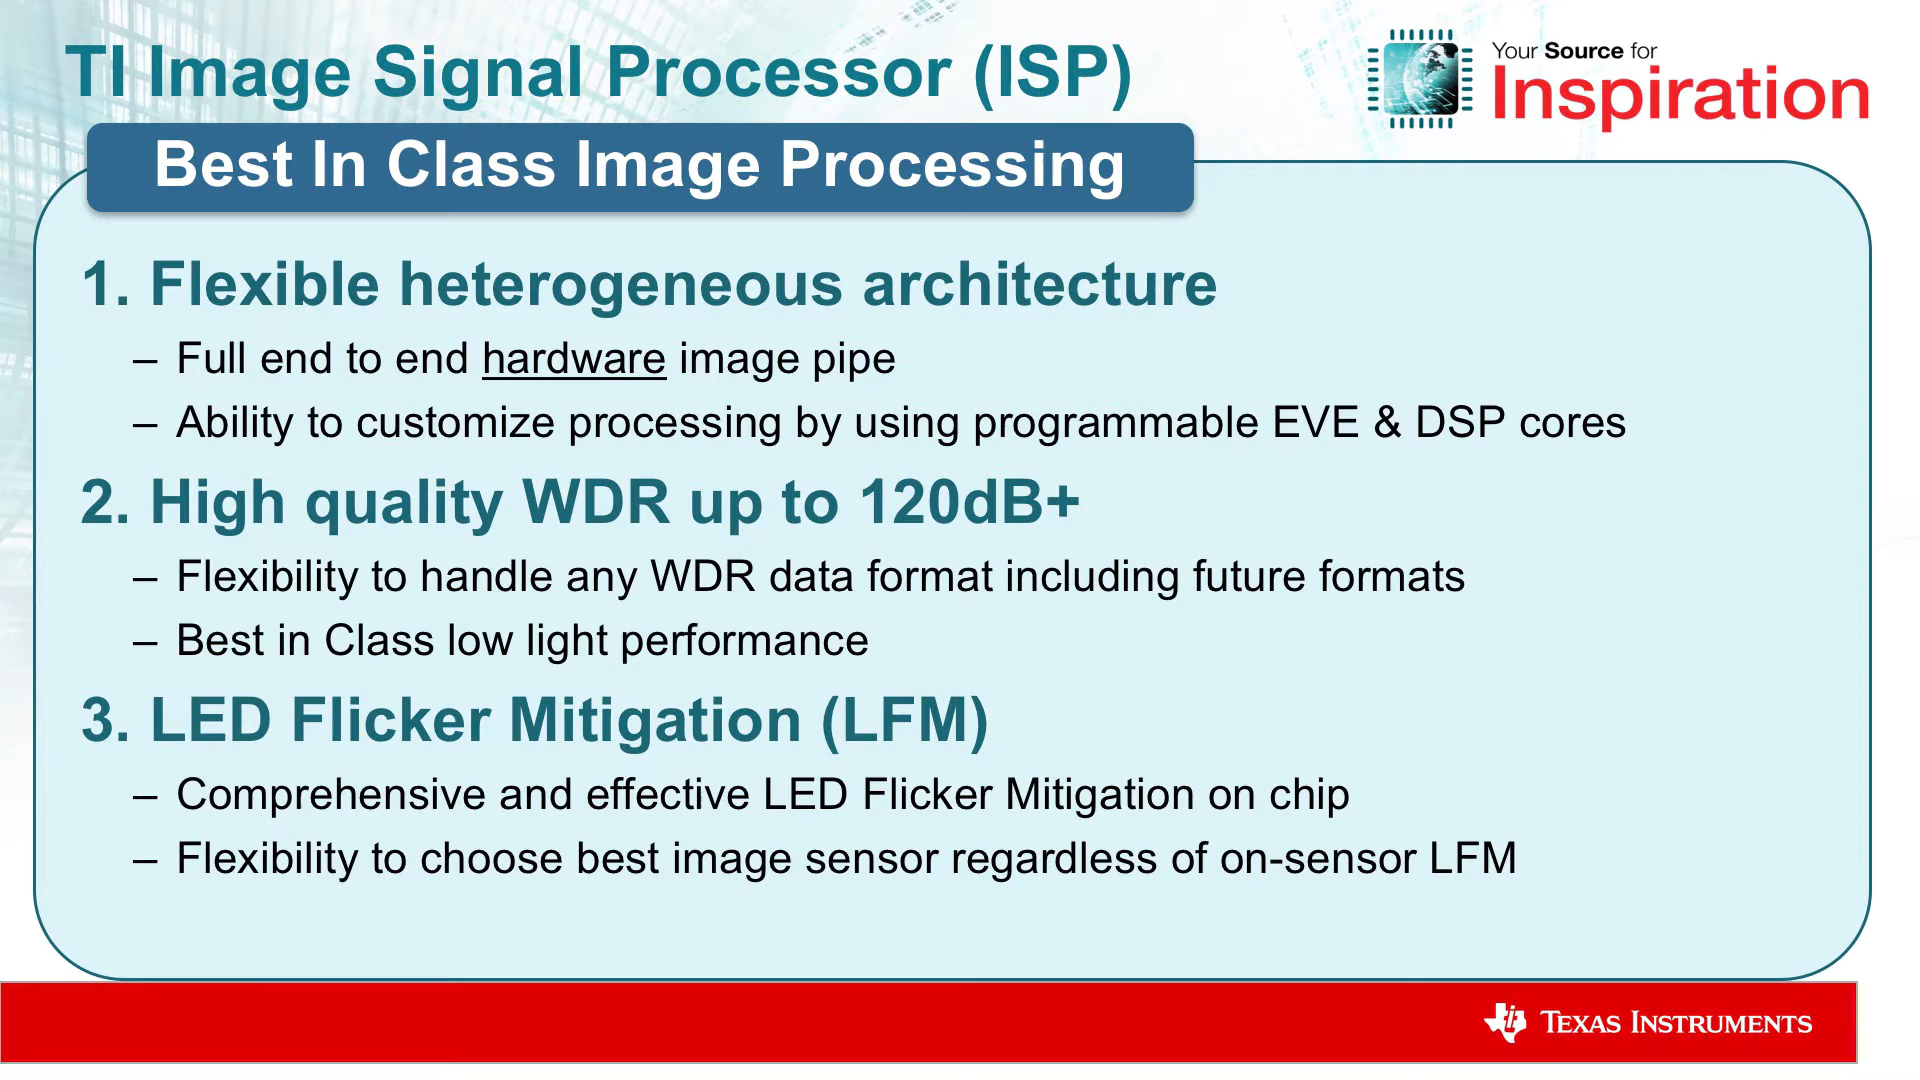 TI Image Signal Processor (ISP)
Your Source for
Inspiration
Best In Class Image Processing
1. Flexible heterogeneous architecture
– Full end to end hardware image pipe
– Ability to customize processing by using programmable EVE & DSP cores
2. High quality WDR up to 120dB+
– Flexibility to handle any WDR data format including future formats
– Best in Class low light performance
3. LED Flicker Mitigation (LFM)
– Comprehensive and effective LED Flicker Mitigation on chip
– Flexibility to choose best image sensor regardless of on-sensor LFM
TEXAS INSTRUMENTS